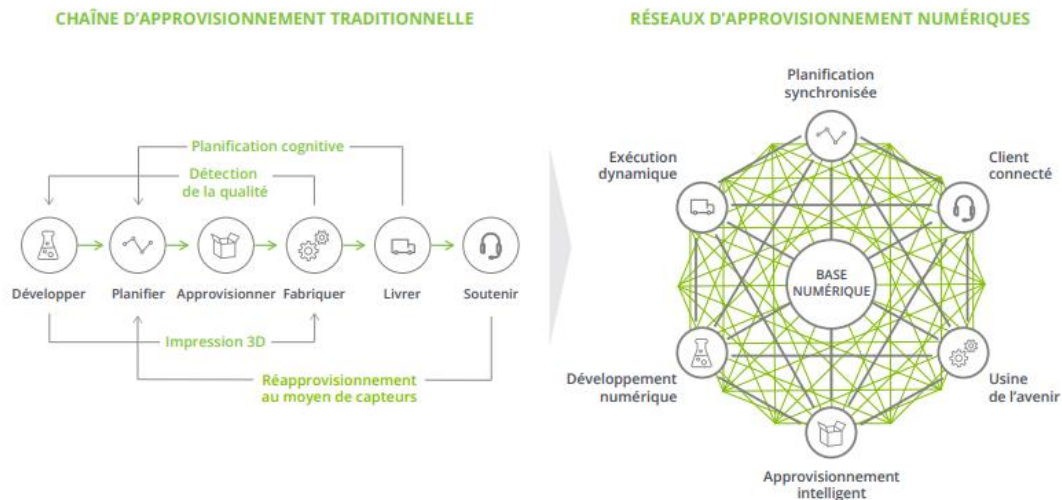 CHAÎNE D’APPROVISIONNEMENT TRADITIONNELLE
Planification cognitive
Détection
de la qualité
Développer
Planifier
Approvisionner
Fabriquer
Livrer
Soutenir
Impression 3D
Réapprovisionnement
au moyen de capteurs
RÉSEAUX D’APPROVISIONNEMENT NUMÉRIQUES
Planification
synchronisée
Exécution
dynamique
Client
connecté
BASE
NUMÉRIQUE
Développement
numérique
Usine
de l’avenir
Approvisionnement
intelligent